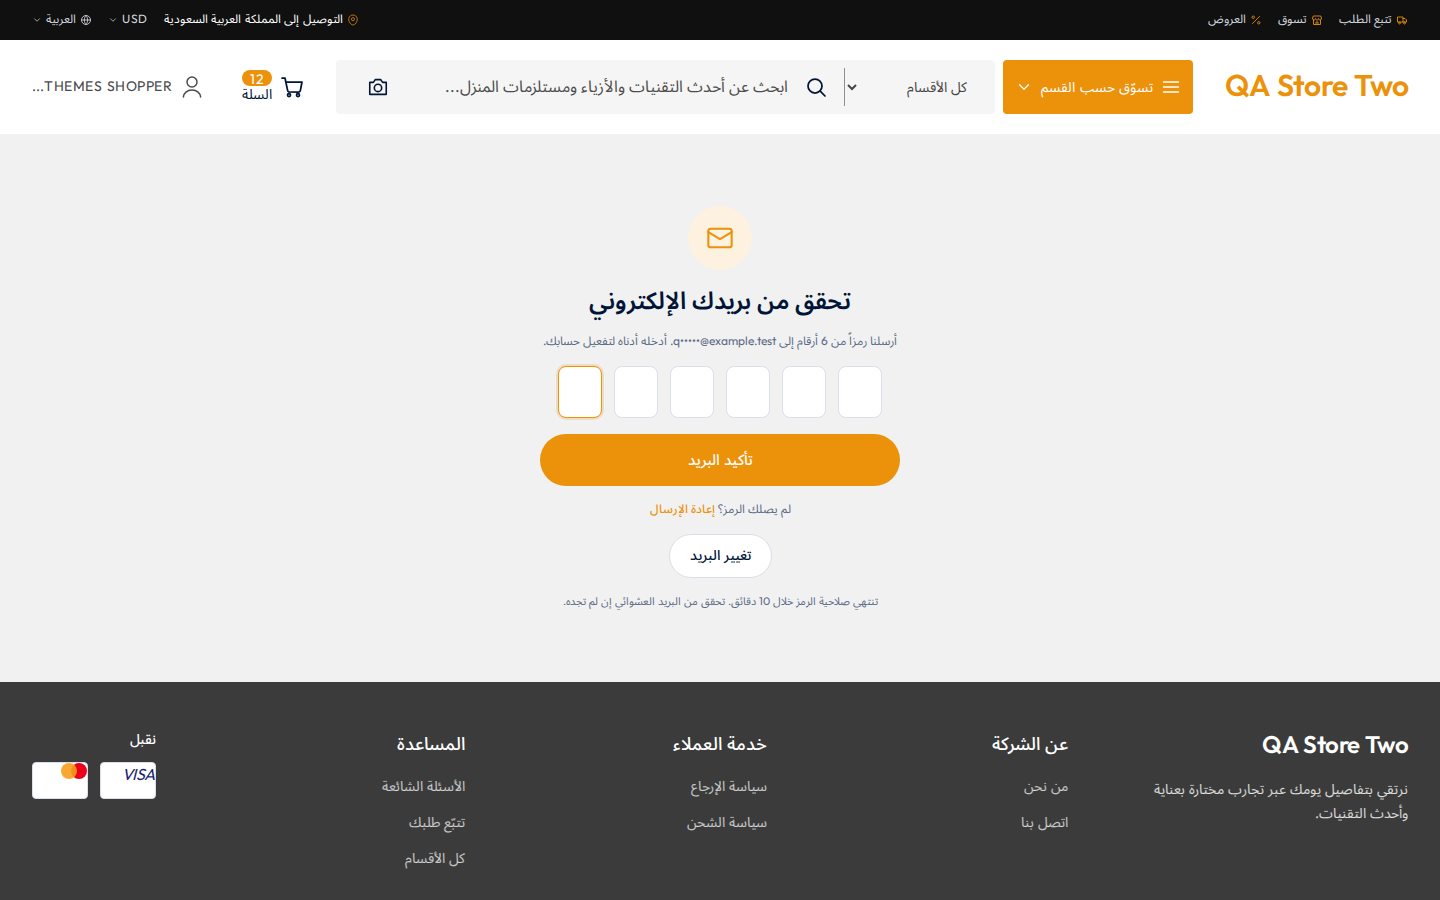 تتبع الطلب
تسوق
العروض
التوصيل إلى المملكة العربية السعودية
USD
العربية
QA Store Two
تسوّق حسب القسم
كل الأقسام
ابحث عن أحدث التقنيات والأزياء ومستلزمات المنزل...
12
السلة
THEMES SHOPPER...
تحقق من بريدك الإلكتروني
أرسلنا رمزاً من 6 أرقام إلى q•••••@example.test. أدخله أدناه لتفعيل حسابك.
تأكيد البريد
لم يصلك الرمز؟ إعادة الإرسال
تغيير البريد
تنتهي صلاحية الرمز خلال 10 دقائق. تحقق من البريد العشوائي إن لم تجده.
QA Store Two
نرتقي بتفاصيل يومك عبر تجارب مختارة بعناية
وأحدث التقنيات.
عن الشركة
من نحن
اتصل بنا
خدمة العملاء
سياسة الإرجاع
سياسة الشحن
المساعدة
الأسئلة الشائعة
تتبّع طلبك
كل الأقسام
نقبل
VISA